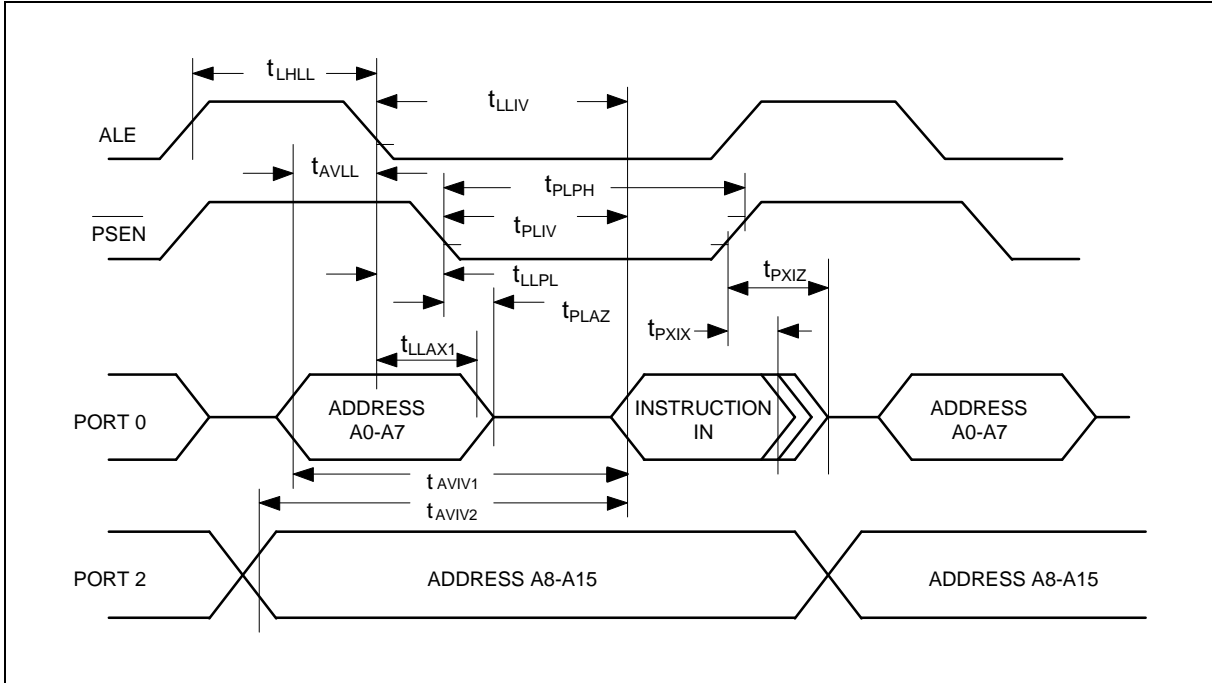 tLHLL
tLLIV
ALE
tAVLL
tPLPH
PSEN
tPLIV
tLLPL
tPXIZ
tPLAZ
tPXIX
tLLAX1
PORT 0
ADDRESS
A0-A7
INSTRUCTION
IN
ADDRESS
A0-A7
tAVIV1
tAVIV2
PORT 2
ADDRESS A8-A15
ADDRESS A8-A15